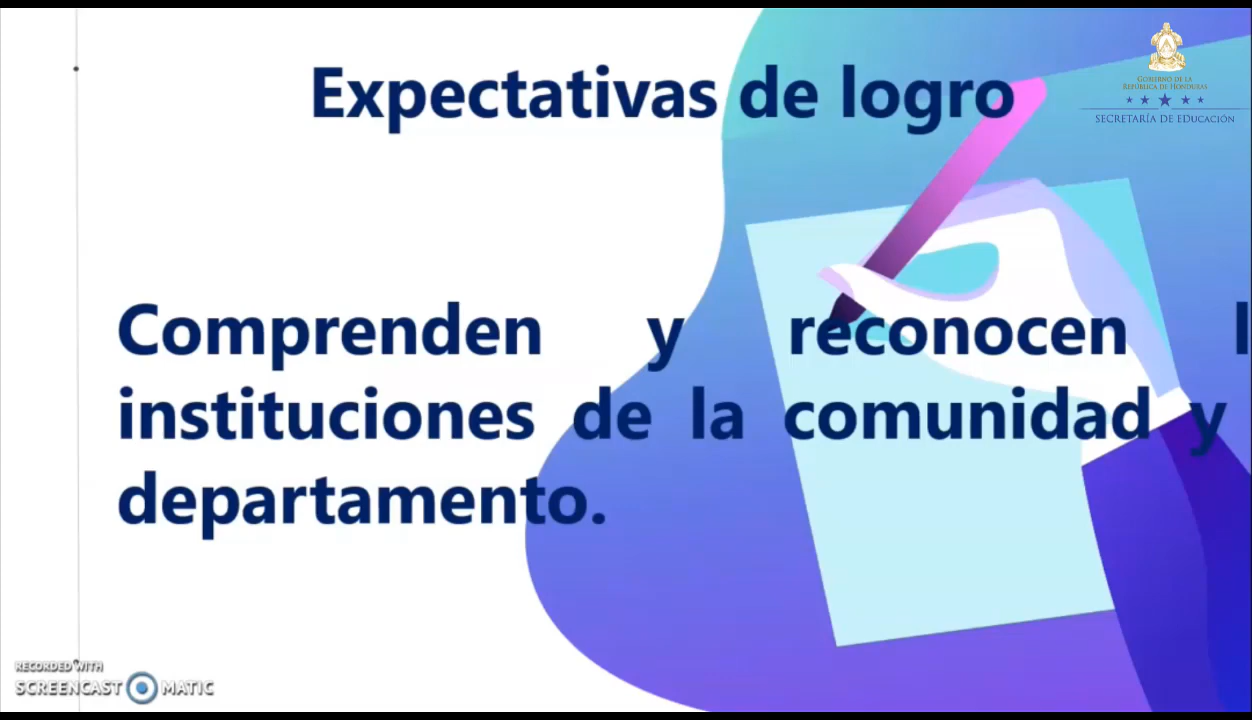 Expectativas de logro
GOBIERNO DE LA
REPÚBLICA DE HONDURAS
SECRETARÍA DE EDUCACIÓN
Comprenden y reconocen l
instituciones de la comunidad y
departamento.
RECORDED WITH
SCREENCAST MATIC